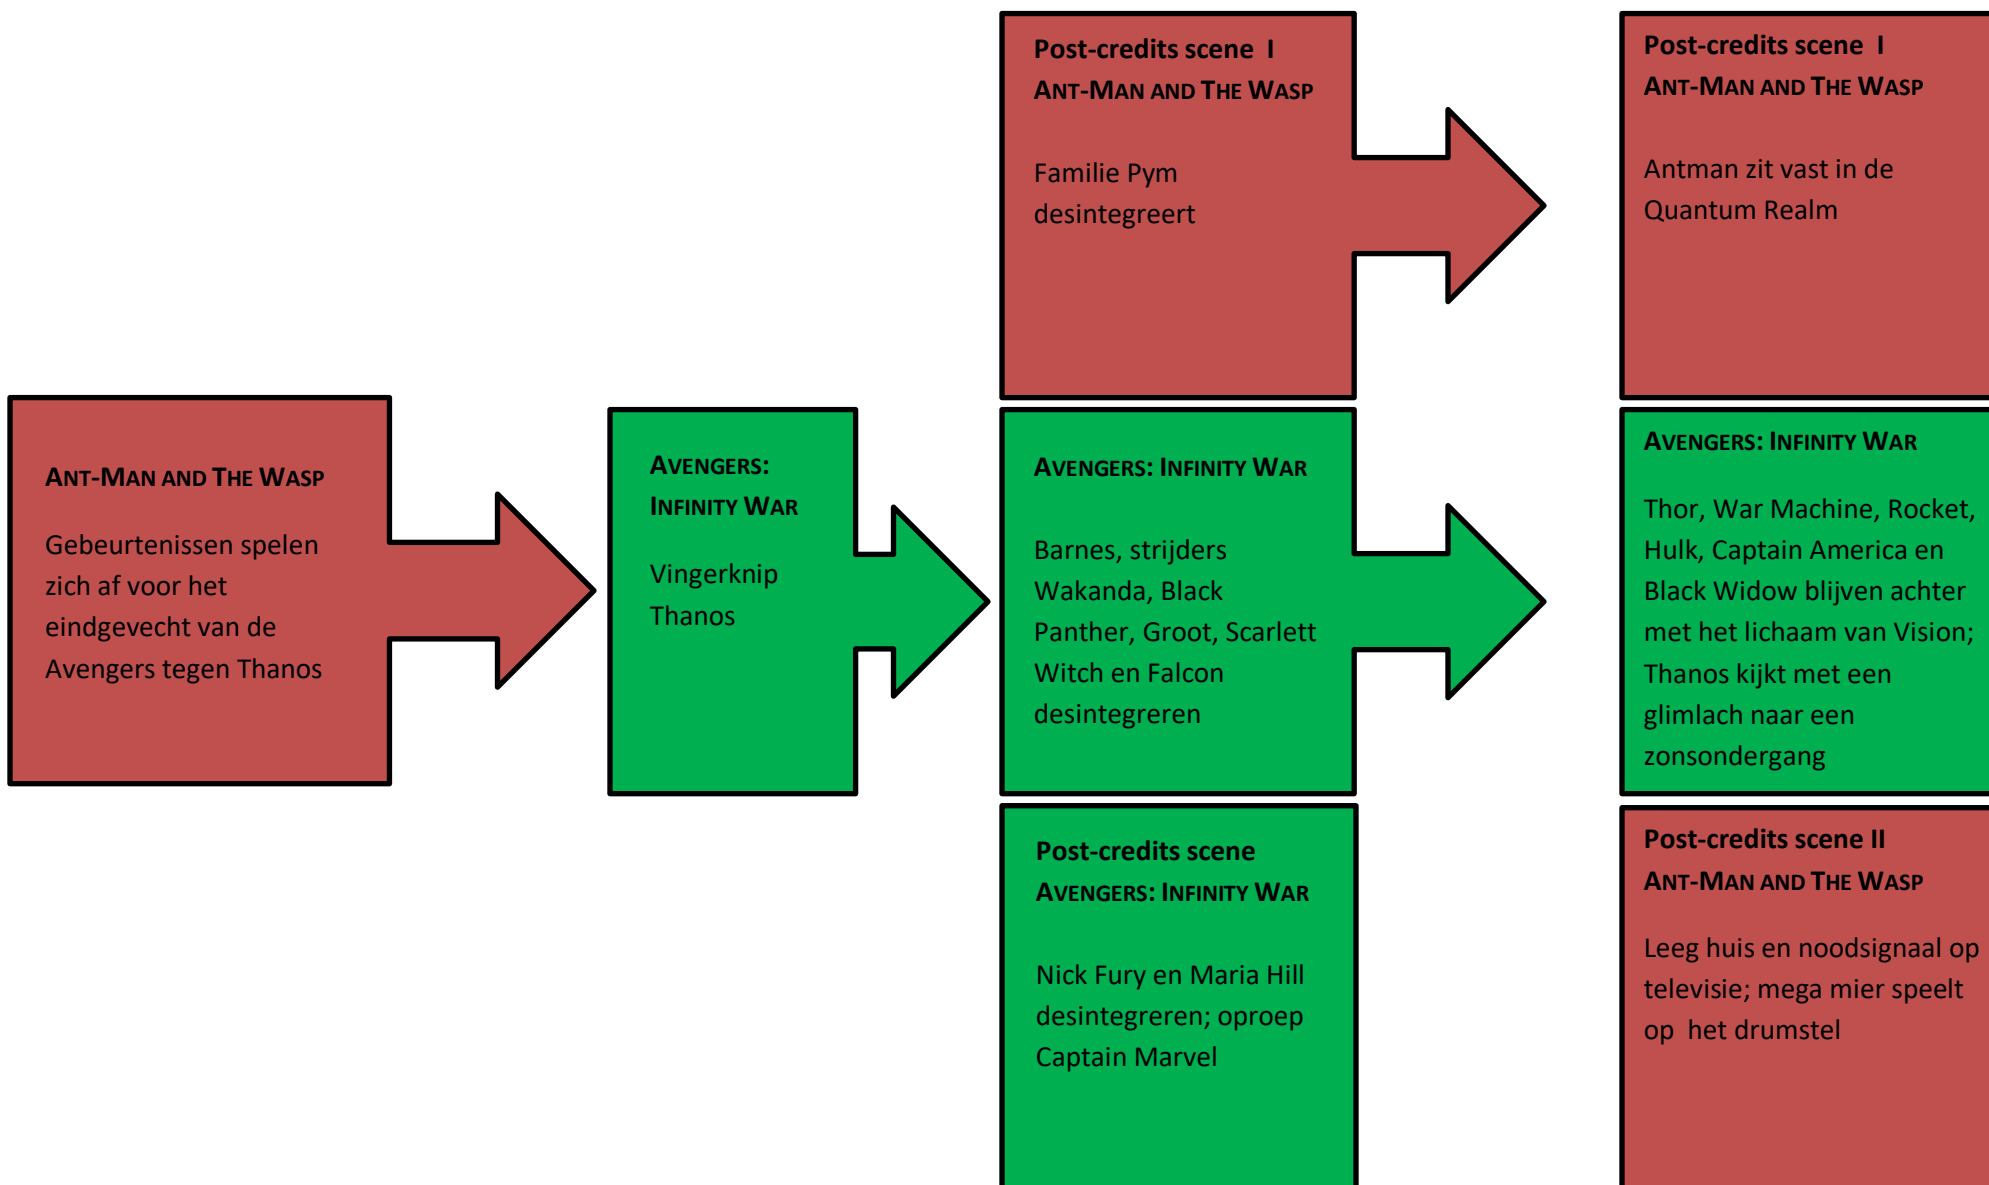 Post-credits scene  I
ANT-MAN AND THE WASP
Familie Pym
desintegreert
Post-credits scene  I
ANT-MAN AND THE WASP
Antman zit vast in de
Quantum Realm
ANT-MAN AND THE WASP
Gebeurtenissen spelen
zich af voor het
eindgevecht van de
Avengers tegen Thanos
AVENGERS:
INFINITY WAR
Vingerknip
Thanos
AVENGERS: INFINITY WAR
Barnes, strijders
Wakanda, Black
Panther, Groot, Scarlett
Witch en Falcon
desintegreren
AVENGERS: INFINITY WAR
Thor, War Machine, Rocket,
Hulk, Captain America en
Black Widow blijven achter
met het lichaam van Vision;
Thanos kijkt met een
glimlach naar een
zonsondergang
Post-credits scene
AVENGERS: INFINITY WAR
Nick Fury en Maria Hill
desintegreren; oproep
Captain Marvel
Post-credits scene II
ANT-MAN AND THE WASP
Leeg huis en noodsignaal op
televisie; mega mier speelt
op  het drumstel